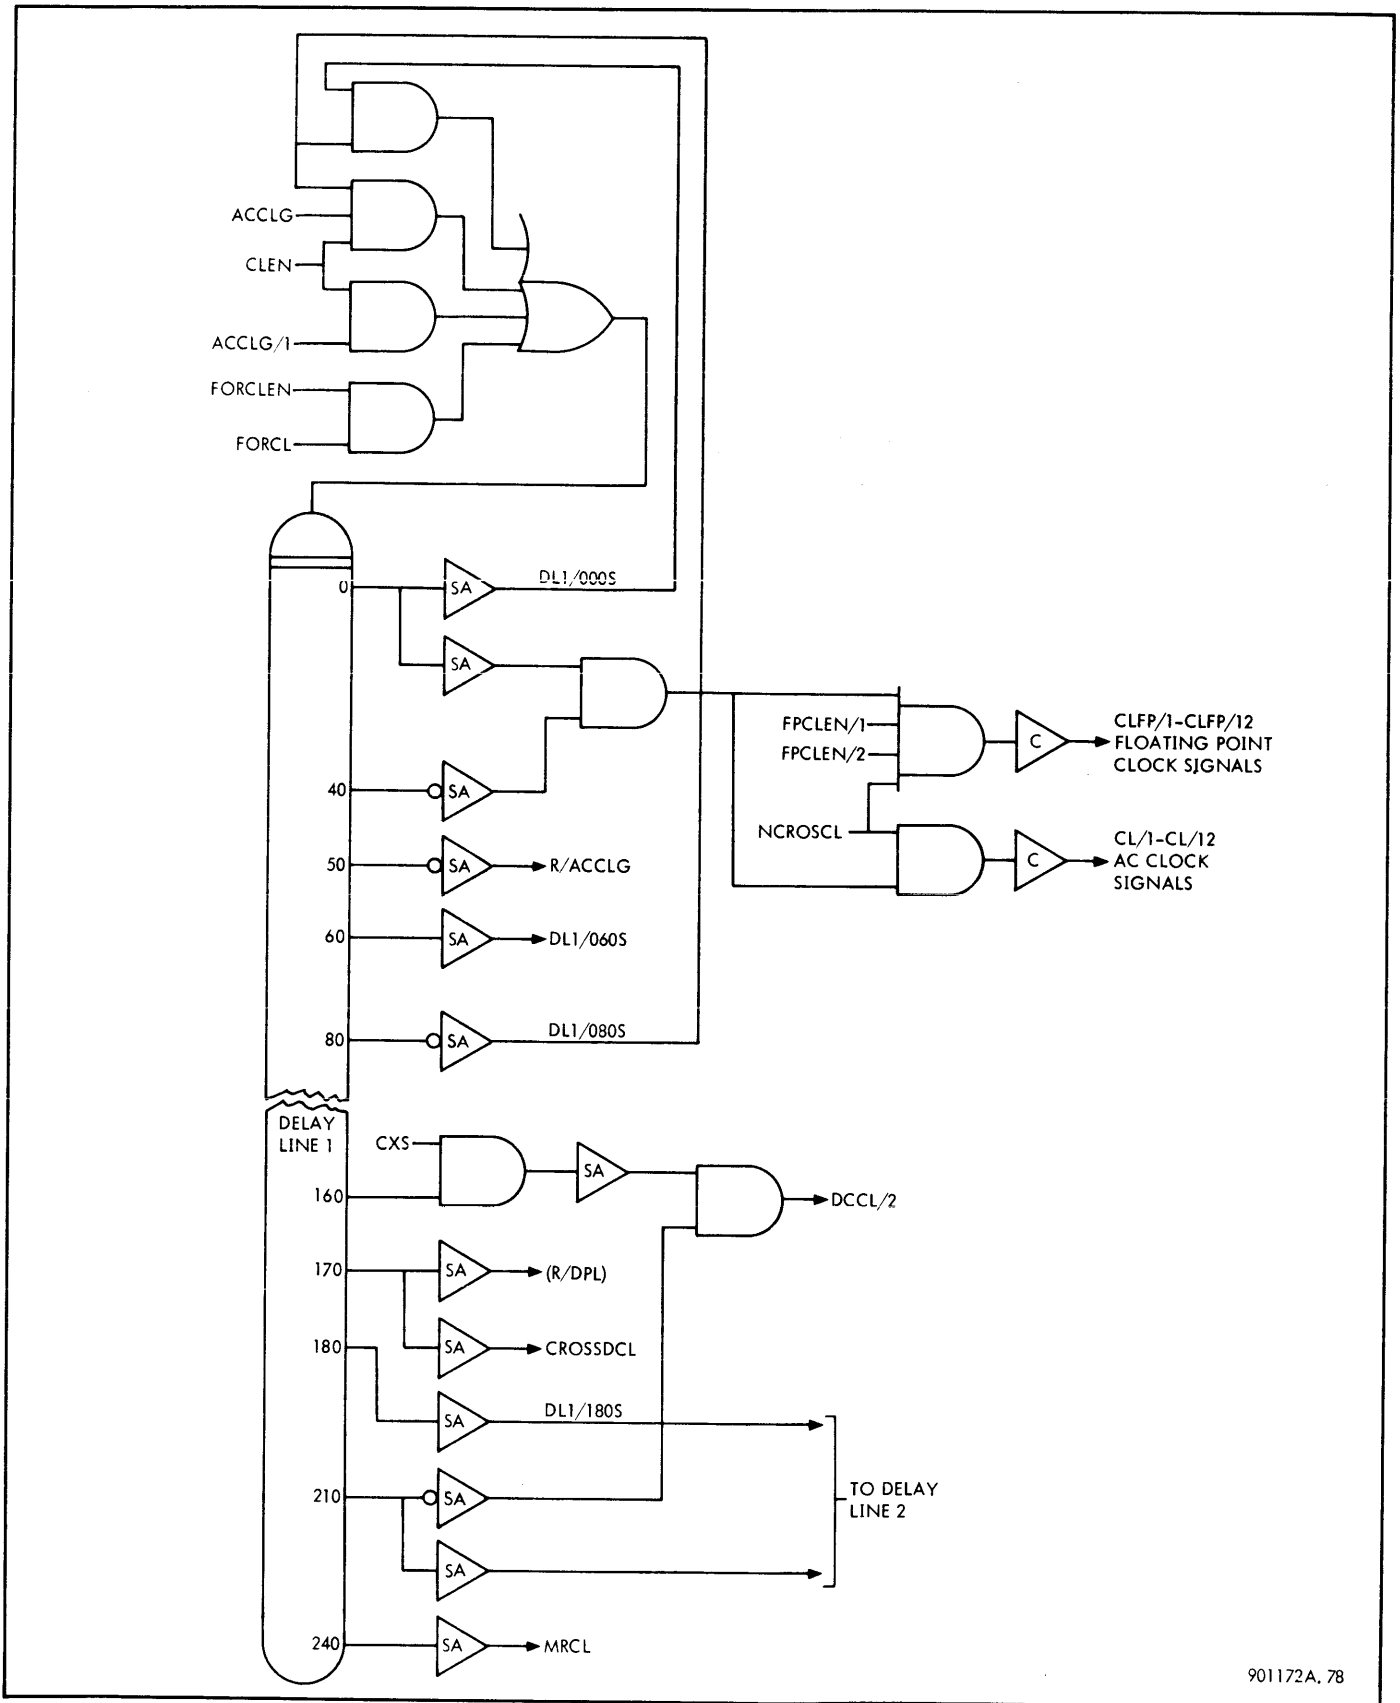 ACCLG
CLEN
ACCLG/1
FORCLEN
FORCL
0
SA
DL1/000S
SA
FPCLEN/1
FPCLEN/2
C
CLFP/1-CLFP/12
FLOATING POINT
CLOCK SIGNALS
40
SA
NCROSCL
C
CL/1-CL/12
AC CLOCK
SIGNALS
50
SA
R/ACCLG
60
SA
DL1/060S
80
SA
DL1/080S
DELAY
LINE 1
CXS
SA
160
DCCL/2
170
SA
(R/DPL)
180
SA
CROSSDCL
SA
DL1/180S
210
SA
TO DELAY
LINE 2
SA
240
SA
MRCL
901172A. 78